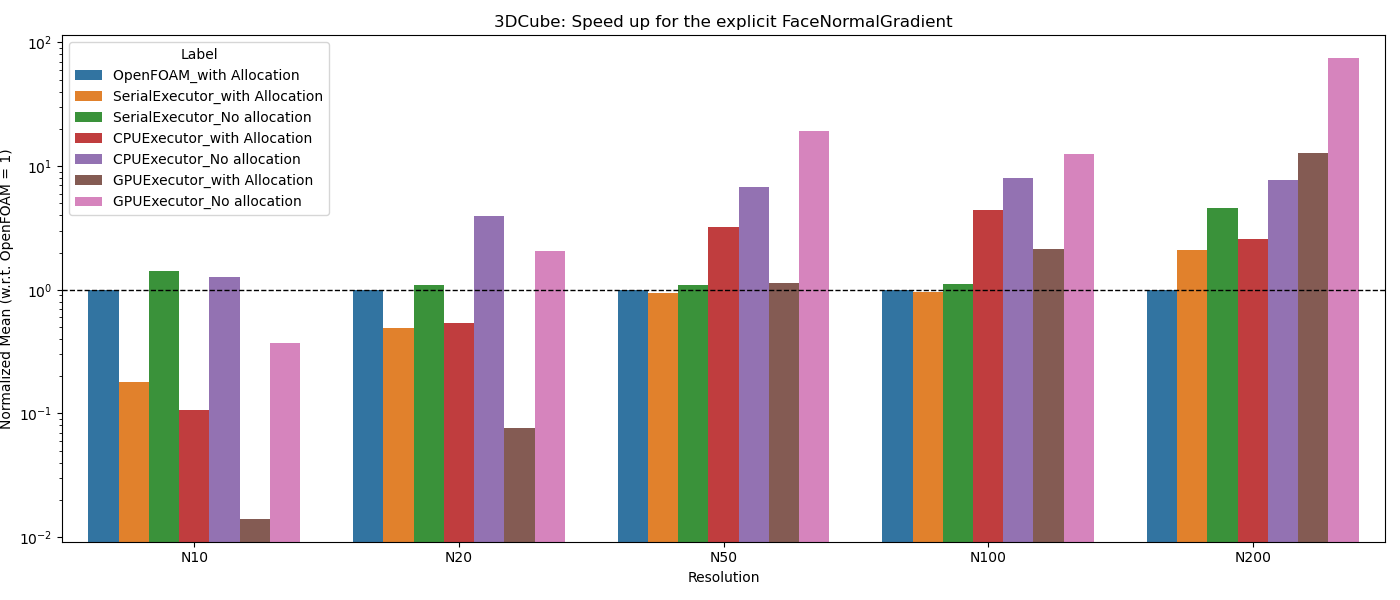 3DCube: Speed up for the explicit FaceNormalGradient
Normalized Mean (w.r.t. OpenFOAM = 1)
10²
10¹
10⁰
10⁻¹
10⁻²
Label
OpenFOAM_with Allocation
SerialExecutor_with Allocation
SerialExecutor_No allocation
CPUExecutor_with Allocation
CPUExecutor_No allocation
GPUExecutor_with Allocation
GPUExecutor_No allocation
N10 N20 N50 N100 N200
Resolution